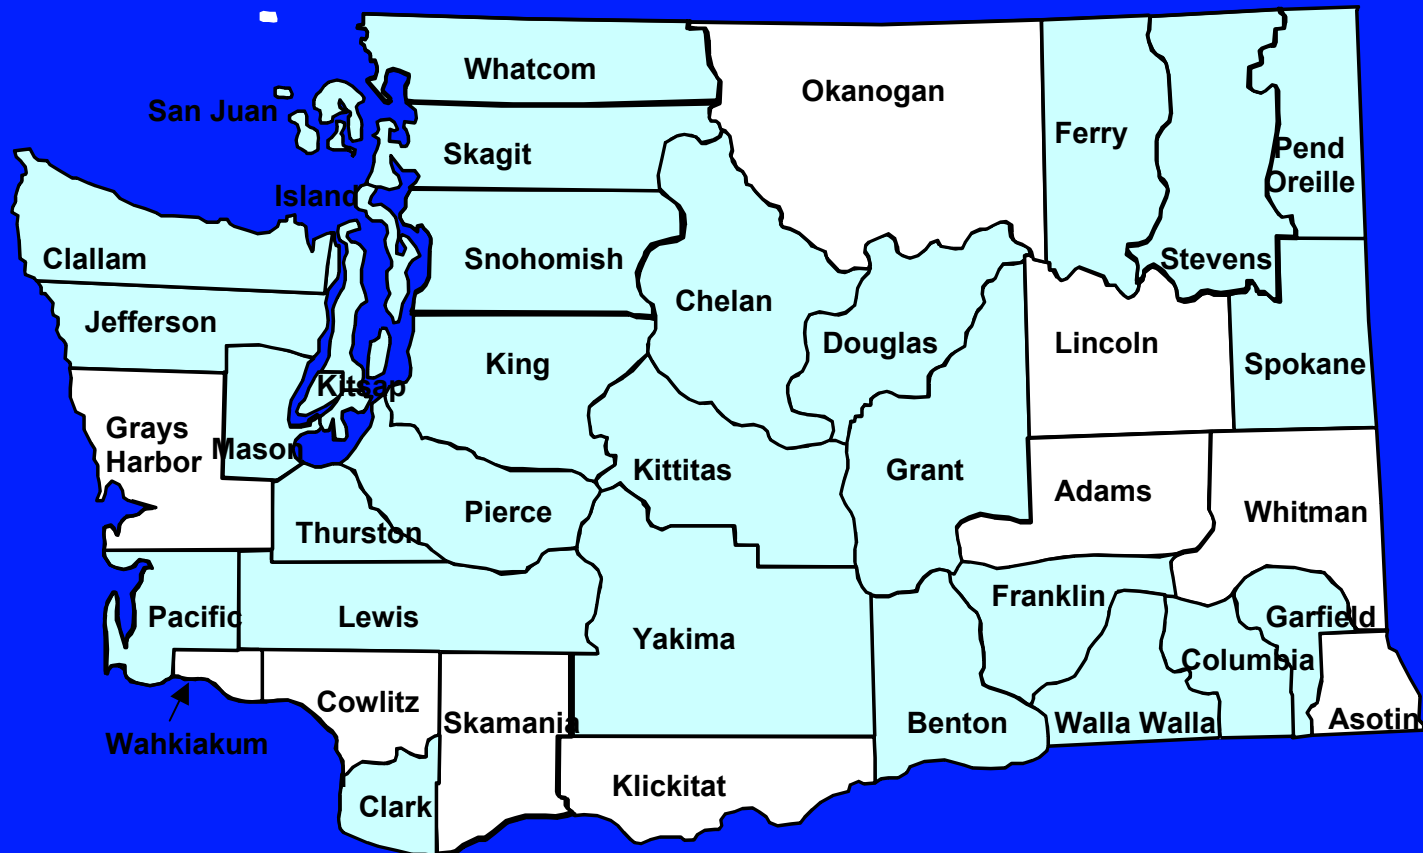 Whatcom
Okanogan
San Juan
Ferry
Pend
Oreille
Skagit
Island
Clallam
Snohomish
Stevens
Chelan
Jefferson
Douglas
Lincoln
King
Spokane
Kitsap
Grays
Harbor
Mason
Kittitas
Grant
Adams
Pierce
Whitman
Thurston
Franklin
Pacific
Lewis
Garfield
Yakima
Columbia
Cowlitz
Skamania
Benton
Walla Walla
Asotin
Wahkiakum
Klickitat
Clark